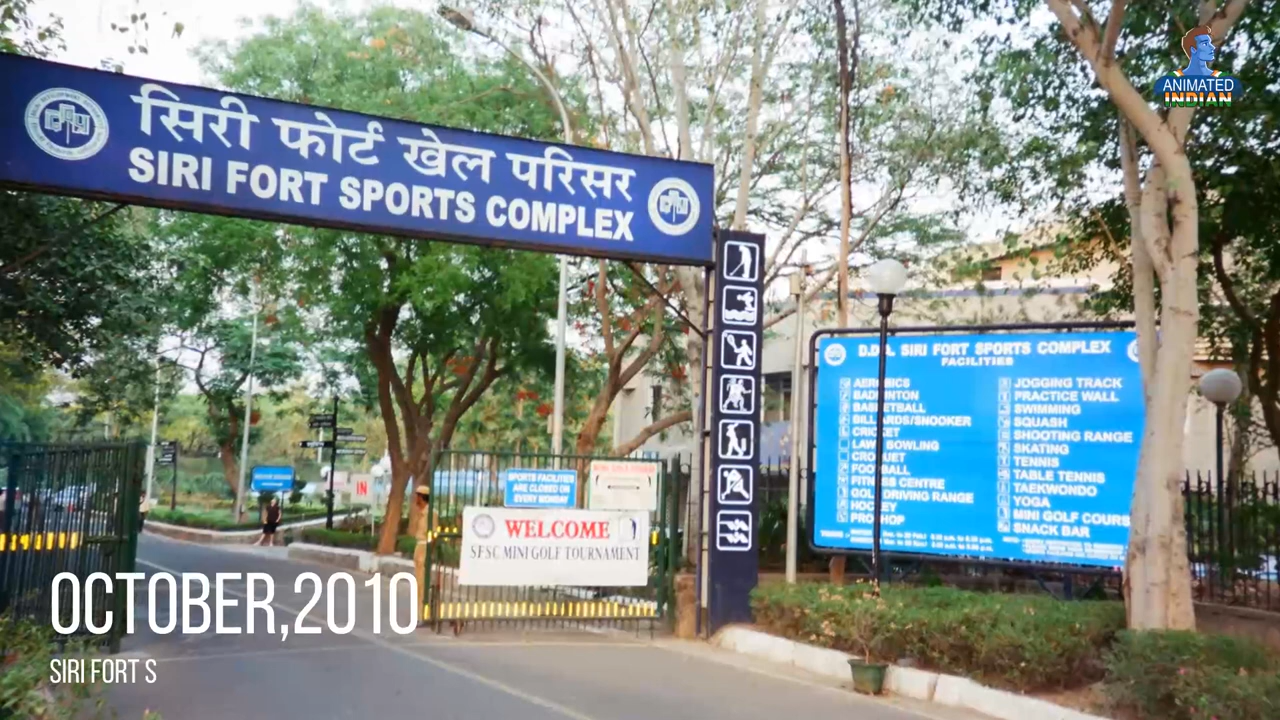 सिरी फोर्ट खेल परिसर
SIRI FORT SPORTS COMPLEX
ANIMATED
INDIAN
D.D.A. SIRI FORT SPORTS COMPLEX
FACILITIES
AEROBICS
BADMINTON
BASKETBALL
BILLIARDS/SNOOKER
CRICKET
LAWN BOWLING
CROQUET
FOOTBALL
FITNESS CENTRE
GOLF DRIVING RANGE
HOCKEY
PRO SHOP
JOGGING TRACK
PRACTICE WALL
SWIMMING
SQUASH
SHOOTING RANGE
SKATING
TENNIS
TABLE TENNIS
TAEKWONDO
YOGA
MINI GOLF COURS
SNACK BAR
SPORTS FACILITIES
ARE CLOSED ON
EVERY MONDAY
IN
WELCOME
SFSC MINI GOLF TOURNAMENT
OCTOBER,2010
SIRI FORT S